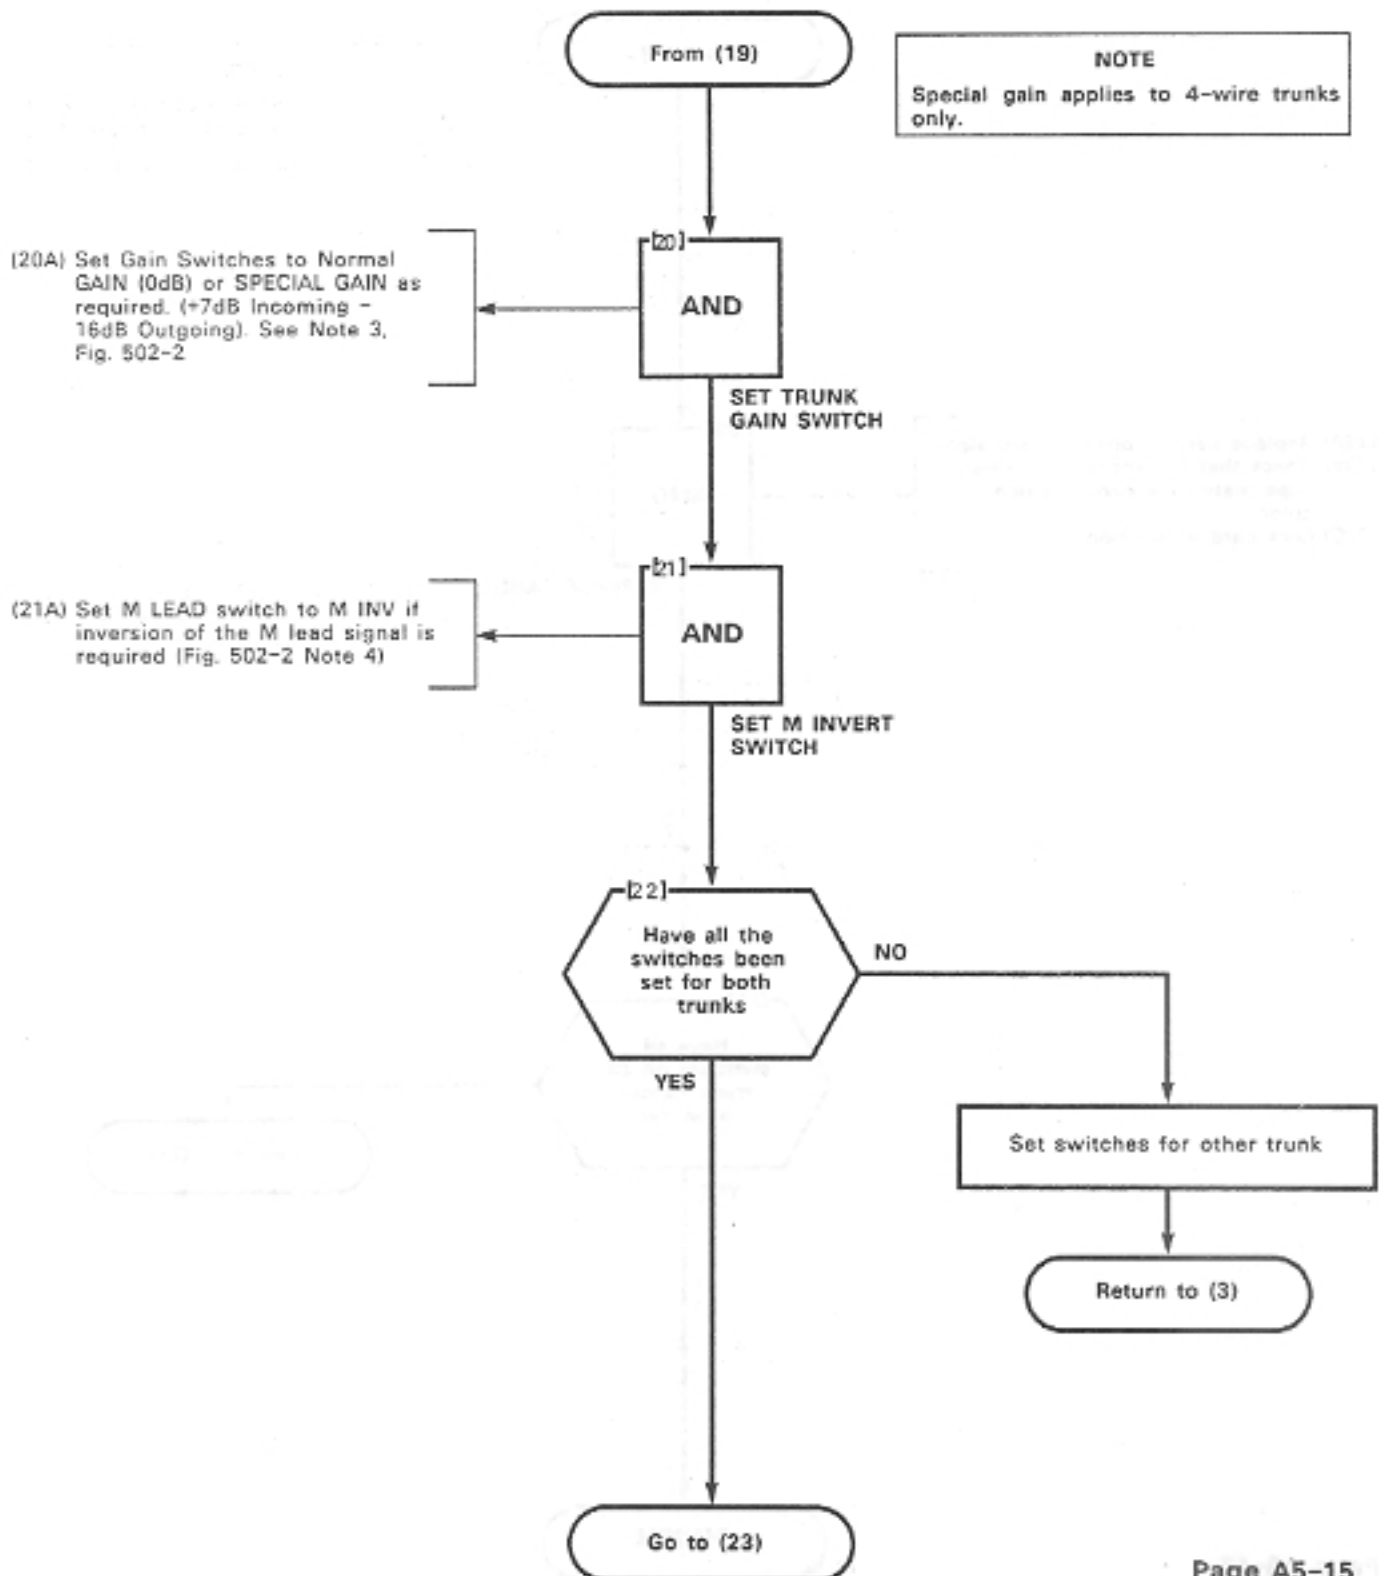 From (19)
NOTE
Special gain applies to 4-wire trunks
only.
[20]
AND
(20A) Set Gain Switches to Normal
GAIN (0dB) or SPECIAL GAIN as
required. (+7dB Incoming -
16dB Outgoing). See Note 3,
Fig. 502-2
SET TRUNK
GAIN SWITCH
[21]
AND
(21A) Set M LEAD switch to M INV if
inversion of the M lead signal is
required (Fig. 502-2 Note 4)
SET M INVERT
SWITCH
[22]
Have all the
switches been
set for both
trunks
NO
YES
Set switches for other trunk
Return to (3)
Go to (23)
Page A5-15